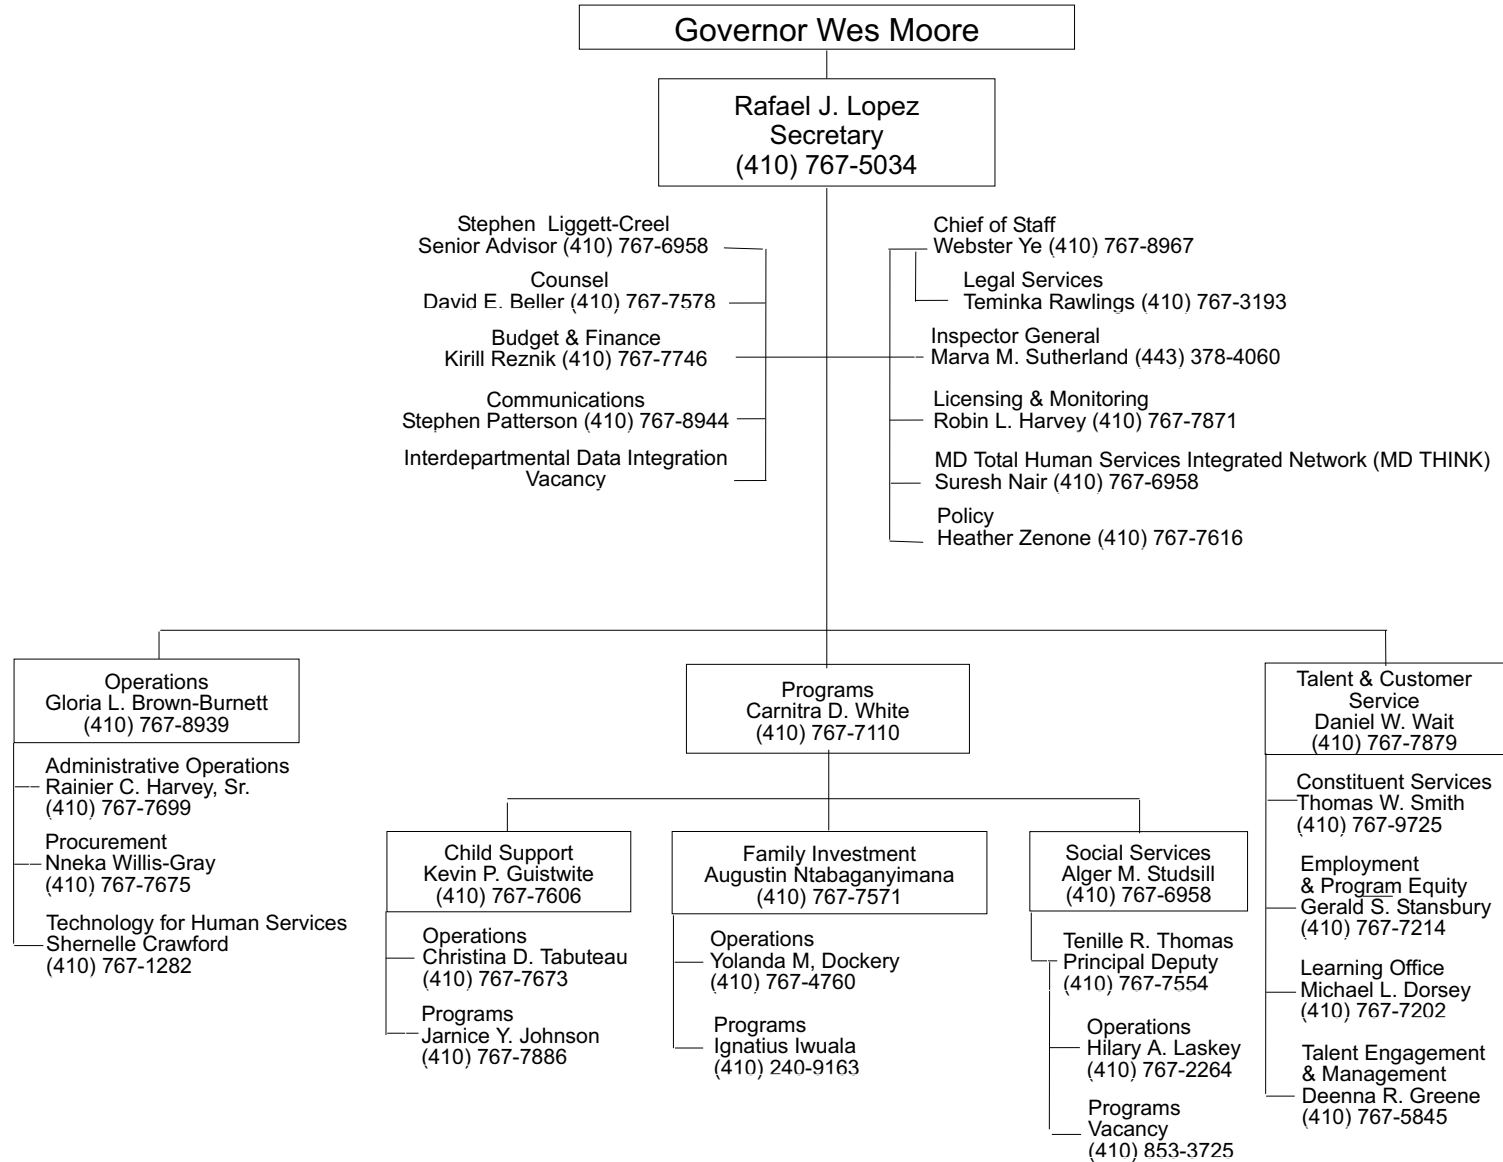 Governor Wes Moore
Rafael J. Lopez
Secretary
(410) 767-5034
Stephen Liggett-Creel
Senior Advisor (410) 767-6958
Counsel
David E. Beller (410) 767-7578
Budget & Finance
Kirill Reznik (410) 767-7746
Communications
Stephen Patterson (410) 767-8944
Interdepartmental Data Integration
Vacancy
Chief of Staff
Webster Ye (410) 767-8967
Legal Services
Teminka Rawlings (410) 767-3193
Inspector General
Marva M. Sutherland (443) 378-4060
Licensing & Monitoring
Robin L. Harvey (410) 767-7871
MD Total Human Services Integrated Network (MD THINK)
Suresh Nair (410) 767-6958
Policy
Heather Zenone (410) 767-7616
Operations
Gloria L. Brown-Burnett
(410) 767-8939
Administrative Operations
Rainier C. Harvey, Sr.
(410) 767-7699
Procurement
Nneka Willis-Gray
(410) 767-7675
Technology for Human Services
Shernelle Crawford
(410) 767-1282
Programs
Carnitra D. White
(410) 767-7110
Child Support
Kevin P. Guistwite
(410) 767-7606
Operations
Christina D. Tabuteau
(410) 767-7673
Programs
Jarnice Y. Johnson
(410) 767-7886
Family Investment
Augustin Ntabaganyimana
(410) 767-7571
Operations
Yolanda M, Dockery
(410) 767-4760
Programs
Ignatius Iwuala
(410) 240-9163
Social Services
Alger M. Studsill
(410) 767-6958
Tenille R. Thomas
Principal Deputy
(410) 767-7554
Operations
Hilary A. Laskey
(410) 767-2264
Programs
Vacancy
(410) 853-3725
Talent & Customer
Service
Daniel W. Wait
(410) 767-7879
Constituent Services
Thomas W. Smith
(410) 767-9725
Employment
& Program Equity
Gerald S. Stansbury
(410) 767-7214
Learning Office
Michael L. Dorsey
(410) 767-7202
Talent Engagement
& Management
Deenna R. Greene
(410) 767-5845